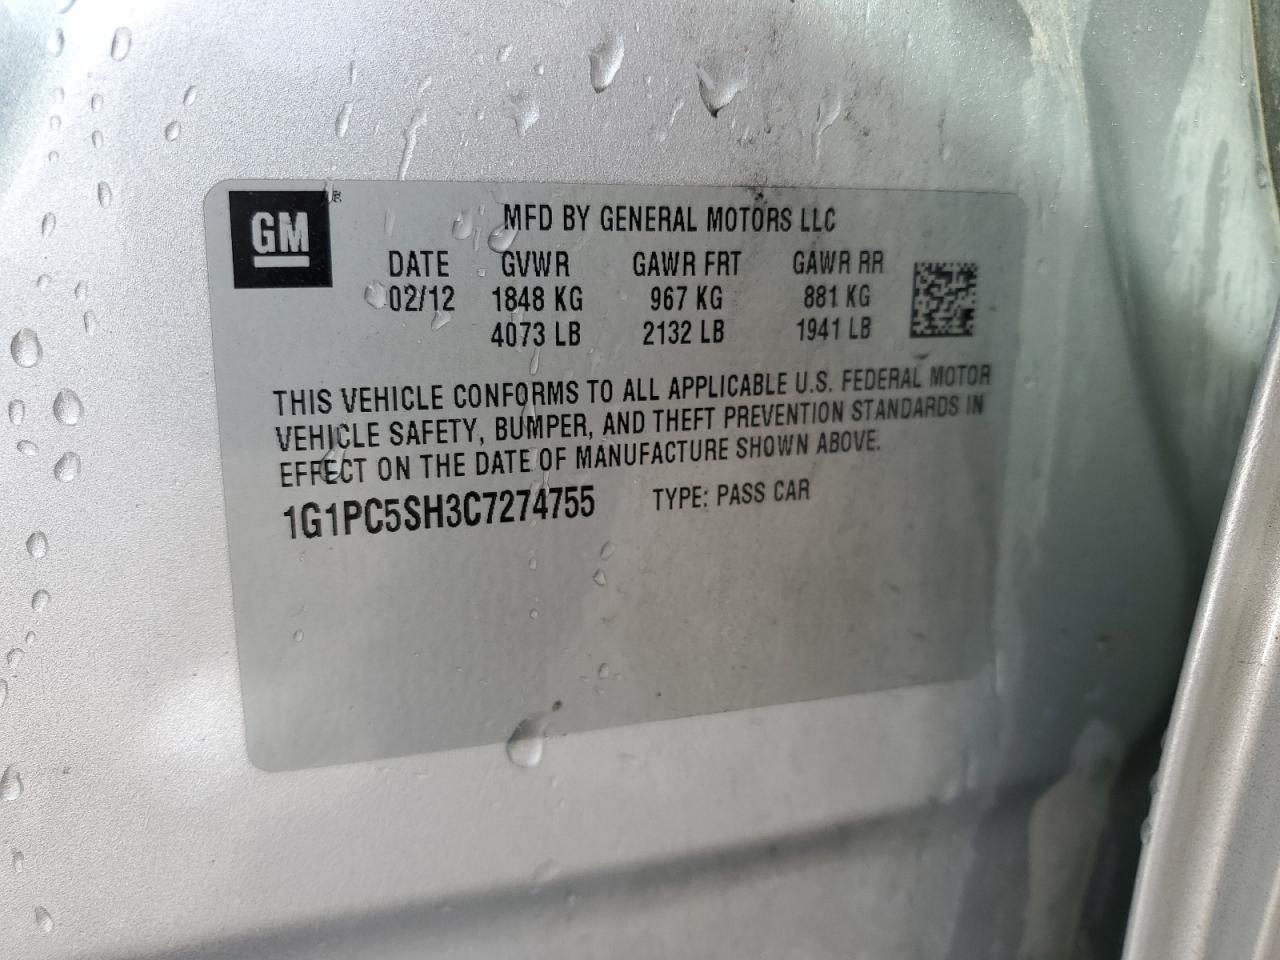 GM
MFD BY GENERAL MOTORS LLC
DATE GVWR GAWR FRT GAWR RR
02/12 1848 KG 967 KG 881 KG
4073 LB 2132 LB 1941 LB
THIS VEHICLE CONFORMS TO ALL APPLICABLE U.S. FEDERAL MOTOR
VEHICLE SAFETY, BUMPER, AND THEFT PREVENTION STANDARDS IN
EFFECT ON THE DATE OF MANUFACTURE SHOWN ABOVE.
1G1PC5SH3C7274755 TYPE: PASS CAR